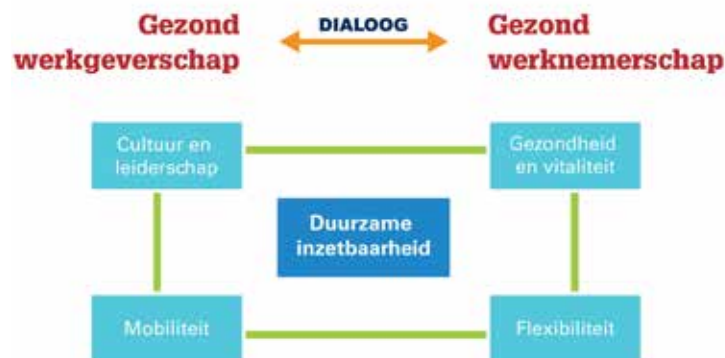 Gezond
werkgeverschap
DIALOOG
Gezond
werknemerschap
Cultuur en
leiderschap
Gezondheid
en vitaliteit
Duurzame
inzetbaarheid
Mobiliteit
Flexibiliteit